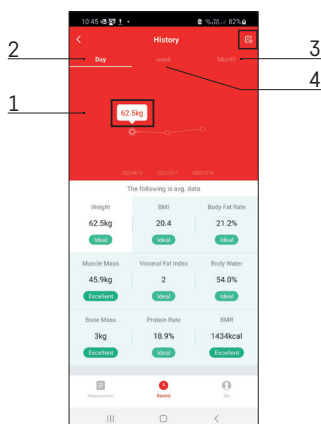 10:45
82%
History
2
3
Day
week
Month
4
1
62.5kg
The following is avg. data
Weight
BMI
Body Fat Rate
62.5kg
20.4
21.2%
Ideal
Ideal
Ideal
Muscle Mass
Visceral Fat Index
Body Water
45.9kg
2
54.0%
Excellent
Ideal
Ideal
Bone Mass
Protein Rate
BMR
3kg
18.9%
1434kcal
Excellent
Ideal
Excellent
Record
Me